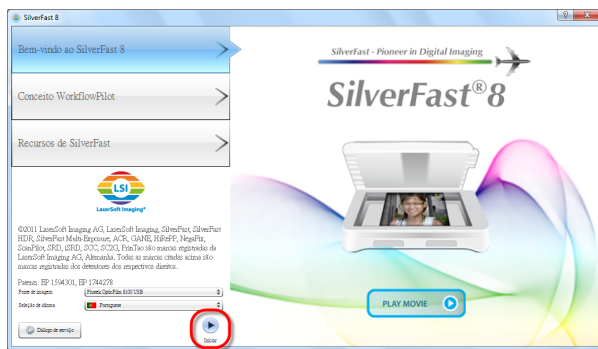 SilverFast 8
Bem-vindo ao SilverFast 8
Conceito WorkflowPilot
Recursos de SilverFast
LSI
LaserSoft Imaging®
©2011 LaserSoft Imaging AG, LaserSoft Imaging, SilverFast, SilverFast
HDR, SilverFast Multi-Exposure, ACR, GANE, HiRePP, NegaFix,
ScanPilot, SRD, iSRD, SCC, SC2G, PrinTao são marcas registradas da
LaserSoft Imaging AG, Alemanha. Todas as marcas citadas acima são
marcas registradas dos detentores dos respectivos direitos.
Patents: EP 1594301, EP 1744278
Fonte de imagem: Plustek OpticFilm 8100 USB
Seleção de idioma Portuguese
Diálogo de serviço
Iniciar
SilverFast - Pioneer in Digital Imaging
SilverFast®8
PLAY MOVIE